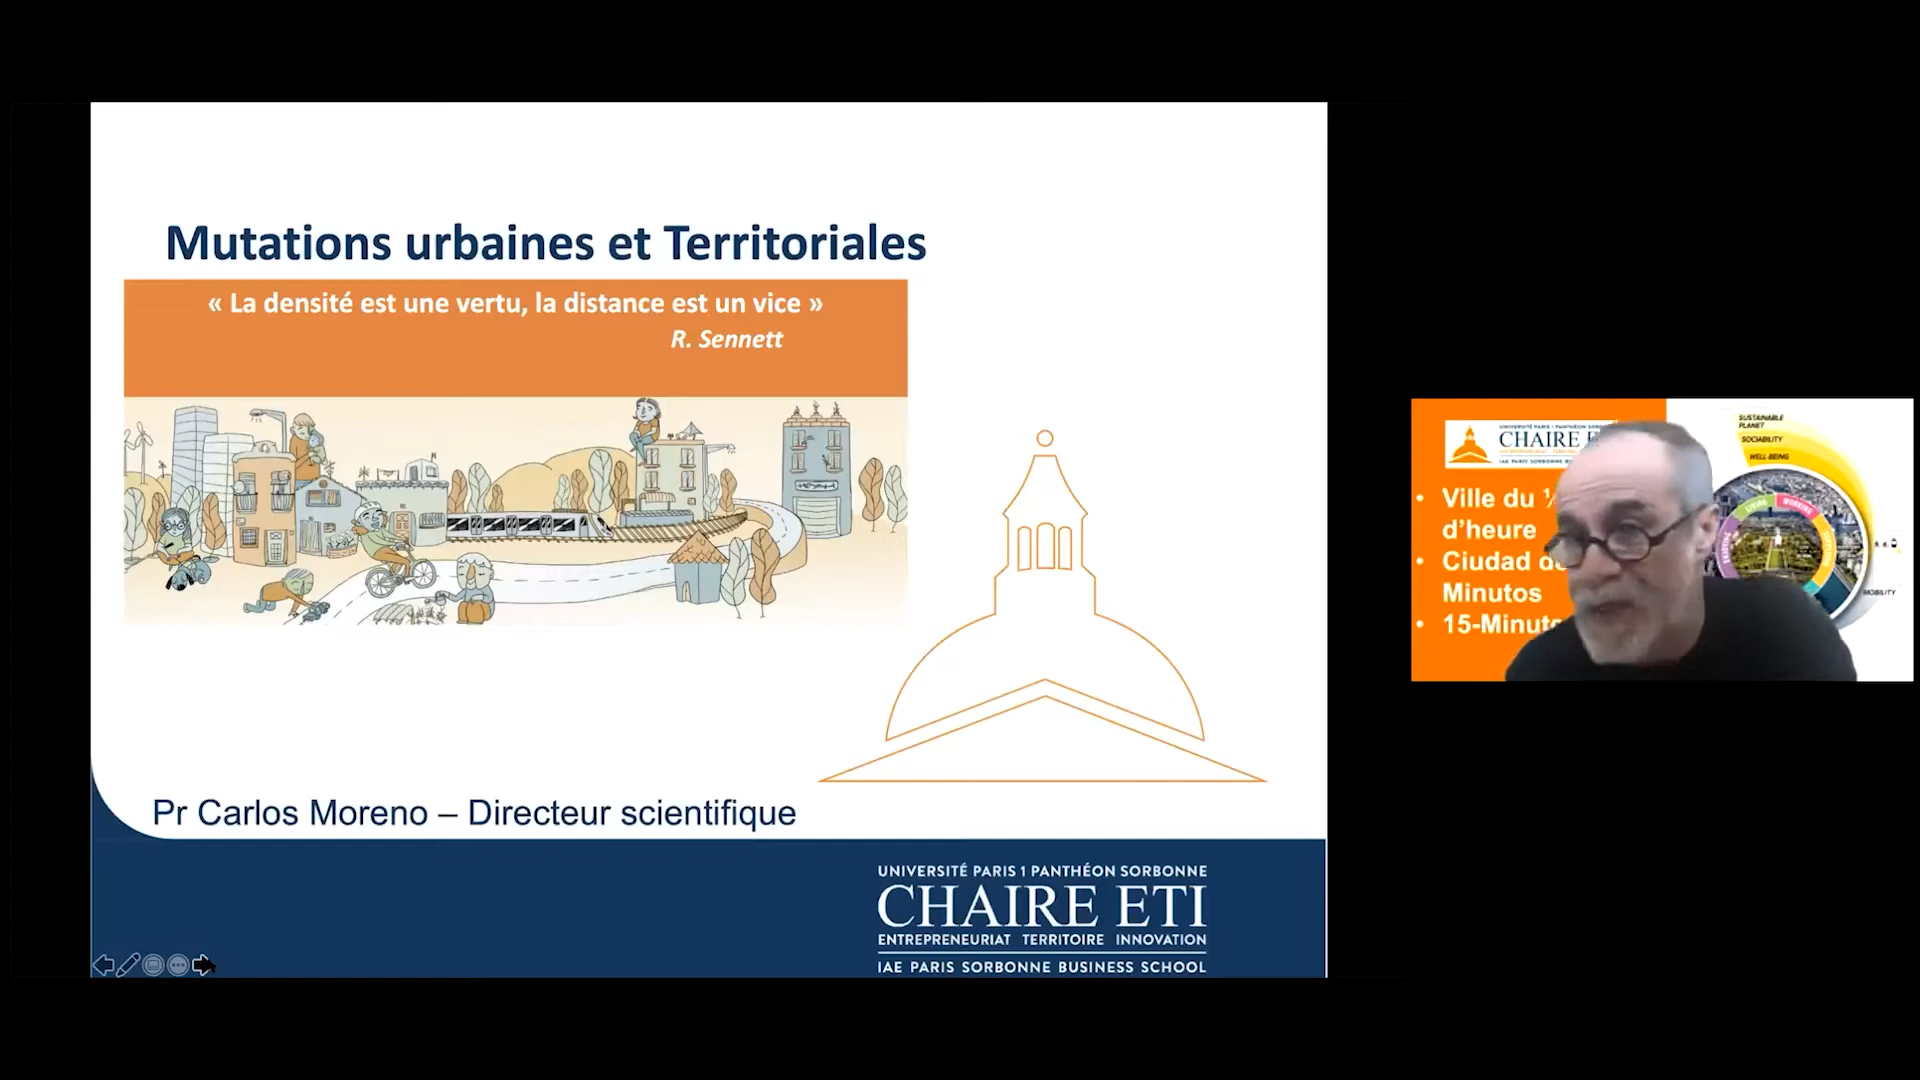 Mutations urbaines et Territoriales
« La densité est une vertu, la distance est un vice »
R. Sennett
Pr Carlos Moreno – Directeur scientifique
UNIVERSITÉ PARIS 1 PANTHÉON SORBONNE
CHAIRE ETI
ENTREPRENEURIAT TERRITOIRE INNOVATION
IAE PARIS SORBONNE BUSINESS SCHOOL
CHAIRE
• Ville du
d'heure
• Ciudad
Minutos
• 15-Minut
SUSTAINABLE
PLANET
SOCIABILITY
WELL-BEING
LIVING
WORKING
MOBILITY